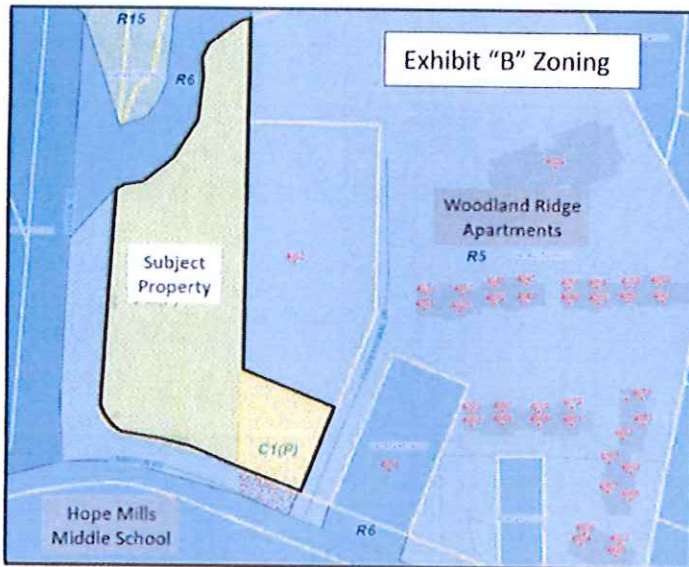 R15
Exhibit "B" Zoning
R6
Woodland Ridge
Apartments
R5
Subject
Property
C1(P)
Hope Mills
Middle School
R6